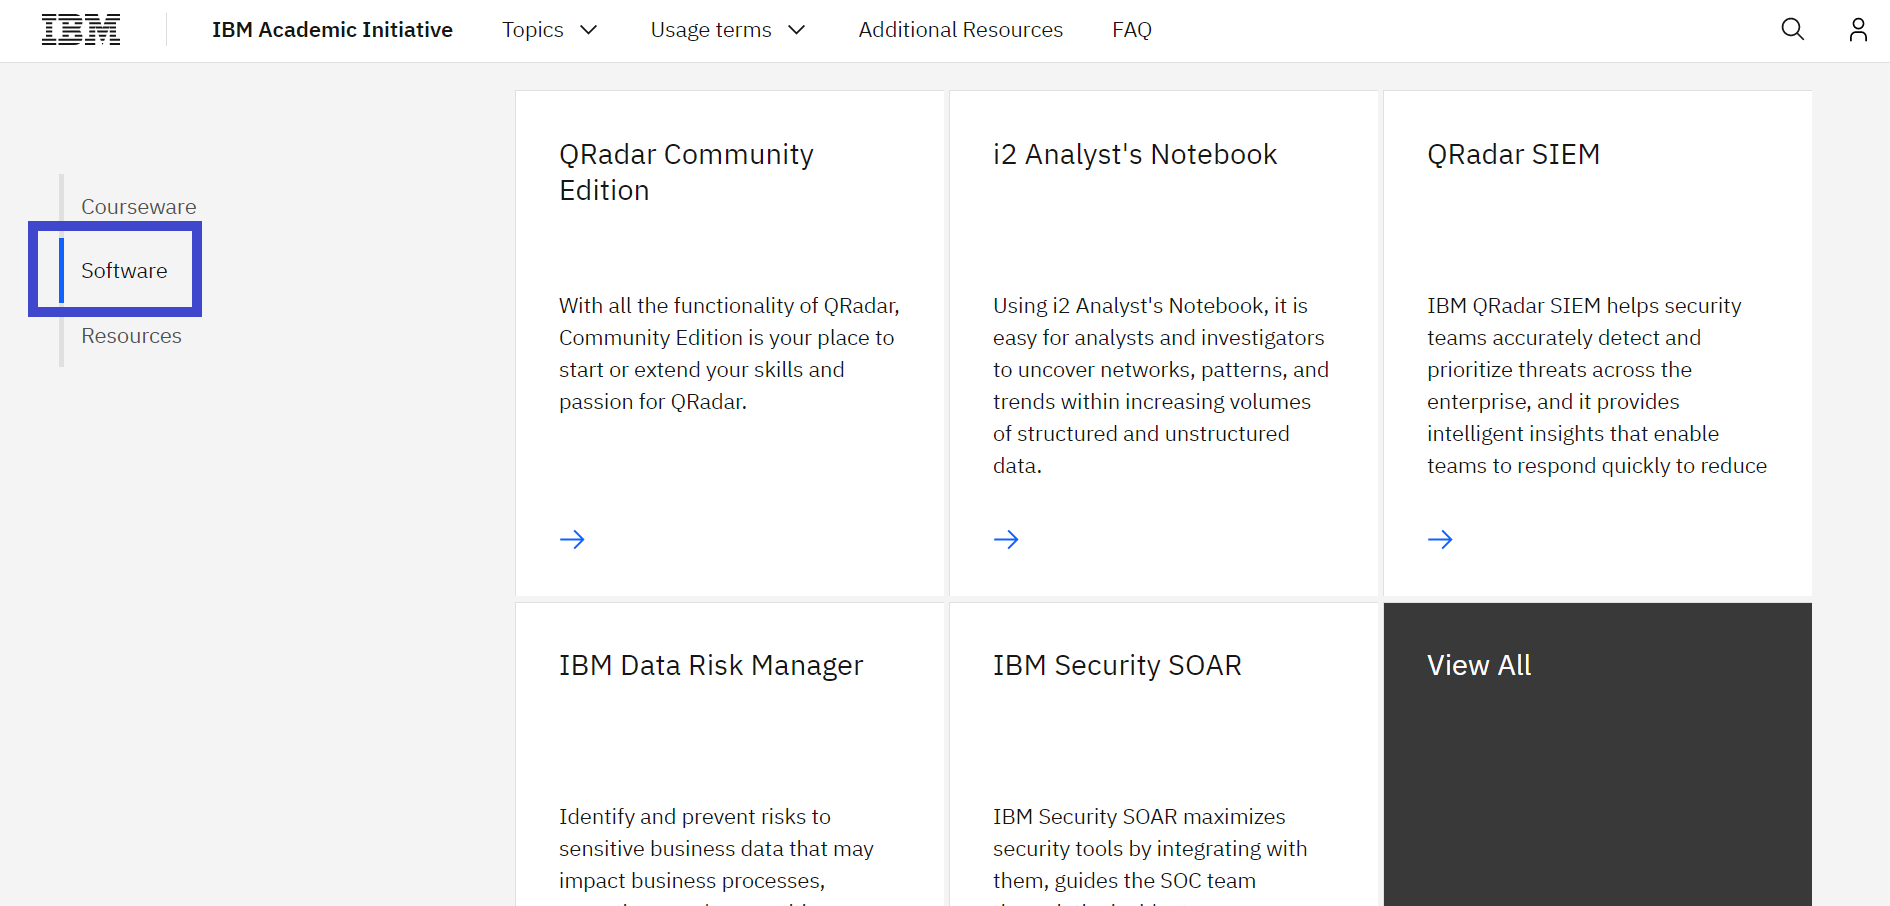 IBM
IBM Academic Initiative
Topics
Usage terms
Additional Resources
FAQ
Courseware
Software
Resources
QRadar Community
Edition
With all the functionality of QRadar,
Community Edition is your place to
start or extend your skills and
passion for QRadar.
i2 Analyst's Notebook
Using i2 Analyst's Notebook, it is
easy for analysts and investigators
to uncover networks, patterns, and
trends within increasing volumes
of structured and unstructured
data.
QRadar SIEM
IBM QRadar SIEM helps security
teams accurately detect and
prioritize threats across the
enterprise, and it provides
intelligent insights that enable
teams to respond quickly to reduce
IBM Data Risk Manager
Identify and prevent risks to
sensitive business data that may
impact business processes,
IBM Security SOAR
IBM Security SOAR maximizes
security tools by integrating with
them, guides the SOC team
View All